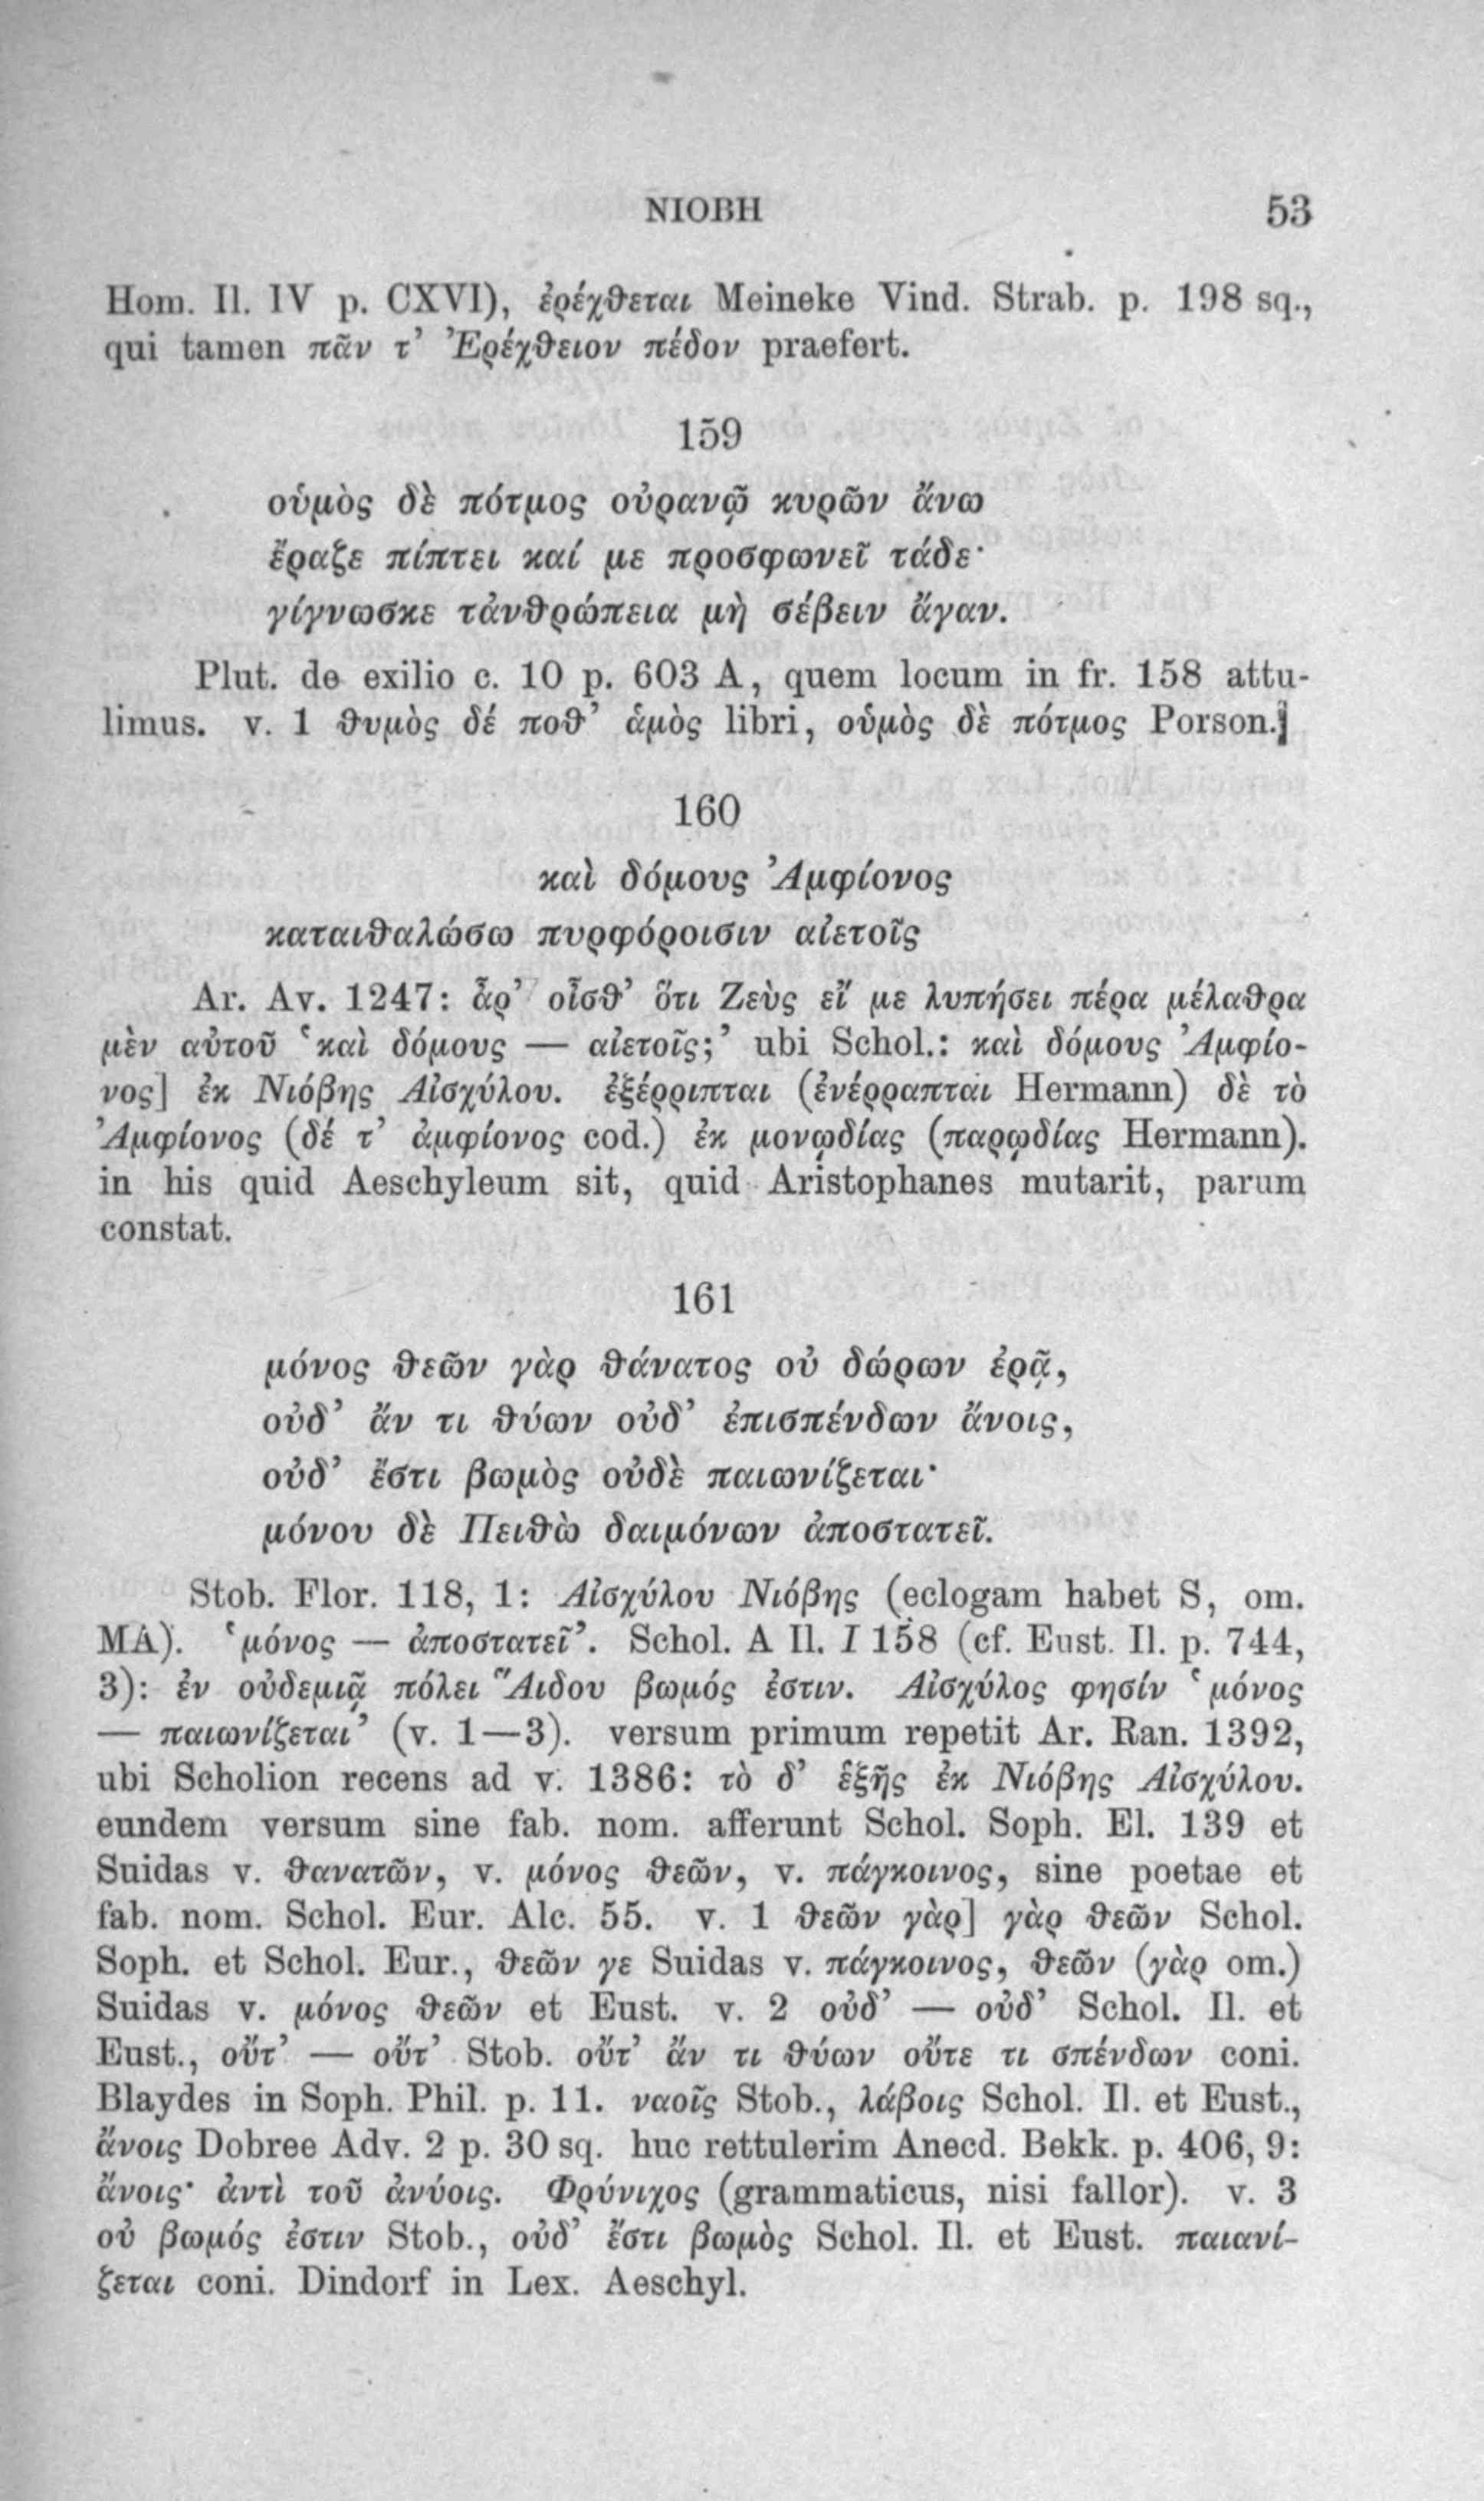 ΝΙΟΒΗ 53
Hom. Il. IV p. CXVI), ἐρέχθεται Meineke Vind. Strab. p. 198 sq.,
qui tamen πᾶν τ’ Ἐρέχθειον πέδον praefert.
159
οὑμὸς δὲ πότμος οὐρανῷ κυρῶν ἄνω
ἔραζε πίπτει καί με προσφωνεῖ τάδε·
γίγνωσκε τἀνθρώπεια μὴ σέβειν ἄγαν.
Plut. de exilio c. 10 p. 603 A, quem locum in fr. 158 attu-
limus. v. 1 θυμὸς δέ ποθ’ ἁμὸς libri, οὑμὸς δὲ πότμος Porson.
160
καὶ δόμους Ἀμφίονος
καταιθαλώσω πυρφόροισιν αἰετοῖς
Ar. Av. 1247: ἆρ’ οἶσθ’ ὅτι Ζεὺς εἴ με λυπήσει πέρα μέλαθρα
μὲν αὐτοῦ ‘καὶ δόμους — αἰετοῖς;’ ubi Schol.: καὶ δόμους Ἀμφίο-
νος] ἐκ Νιόβης Αἰσχύλου. ἐξέρριπται (ἐνέρραπται Hermann) δὲ τὸ
Ἀμφίονος (δέ τ’ ἀμφίονος cod.) ἐκ μονῳδίας (παρῳδίας Hermann).
in his quid Aeschyleum sit, quid Aristophanes mutarit, parum
constat.
161
μόνος θεῶν γὰρ θάνατος οὐ δώρων ἐρᾷ,
οὐδ’ ἄν τι θύων οὐδ’ ἐπισπένδων ἄνοις,
οὐδ’ ἔστι βωμὸς οὐδὲ παιωνίζεται·
μόνου δὲ Πειθὼ δαιμόνων ἀποστατεῖ.
Stob. Flor. 118, 1: Αἰσχύλου Νιόβης (eclogam habet S, om.
MA). ‘μόνος — ἀποστατεῖ’. Schol. A Il. I 158 (cf. Eust. Il. p. 744,
3): ἐν οὐδεμιᾷ πόλει Ἅιδου βωμός ἐστιν. Αἰσχύλος φησίν ‘μόνος
— παιωνίζεται’ (v. 1—3). versum primum repetit Ar. Ran. 1392,
ubi Scholion recens ad v. 1386: τὸ δ’ ἑξῆς ἐκ Νιόβης Αἰσχύλου.
eundem versum sine fab. nom. afferunt Schol. Soph. El. 139 et
Suidas v. θανατῶν, v. μόνος θεῶν, v. πάγκοινος, sine poetae et
fab. nom. Schol. Eur. Alc. 55. v. 1 θεῶν γὰρ] γὰρ θεῶν Schol.
Soph. et Schol. Eur., θεῶν γε Suidas v. πάγκοινος, θεῶν (γὰρ om.)
Suidas v. μόνος θεῶν et Eust. v. 2 οὐδ’ — οὐδ’ Schol. Il. et
Eust., οὔτ’ — οὔτ’ Stob. οὔτ’ ἄν τι θύων οὔτε τι σπένδων coni.
Blaydes in Soph. Phil. p. 11. ναοῖς Stob., λάβοις Schol. Il. et Eust.,
ἄνοις Dobree Adv. 2 p. 30 sq. huc rettulerim Anecd. Bekk. p. 406, 9:
ἄνοις· ἀντὶ τοῦ ἀνύοις. Φρύνιχος (grammaticus, nisi fallor). v. 3
οὐ βωμός ἐστιν Stob., οὐδ’ ἔστι βωμὸς Schol. Il. et Eust. παιανί-
ζεται coni. Dindorf in Lex. Aeschyl.